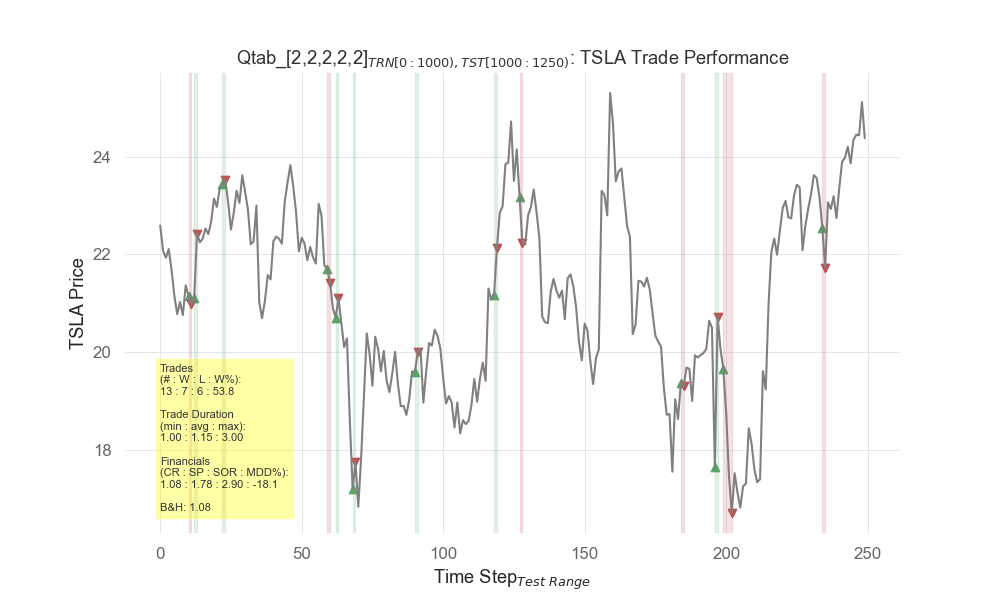 Qtab_[2,2,2,2,2]TRN[0 : 1000), TST[1000 : 1250): TSLA Trade Performance
TSLA Price
24
22
20
18
Trades
(# : W : L : W%):
13 : 7 : 6 : 53.8
Trade Duration
(min : avg : max):
1.00 : 1.15 : 3.00
Financials
(CR : SP : SOR : MDD%):
1.08 : 1.78 : 2.90 : -18.1
B&H: 1.08
0 50 100 150 200 250
Time StepTest Range